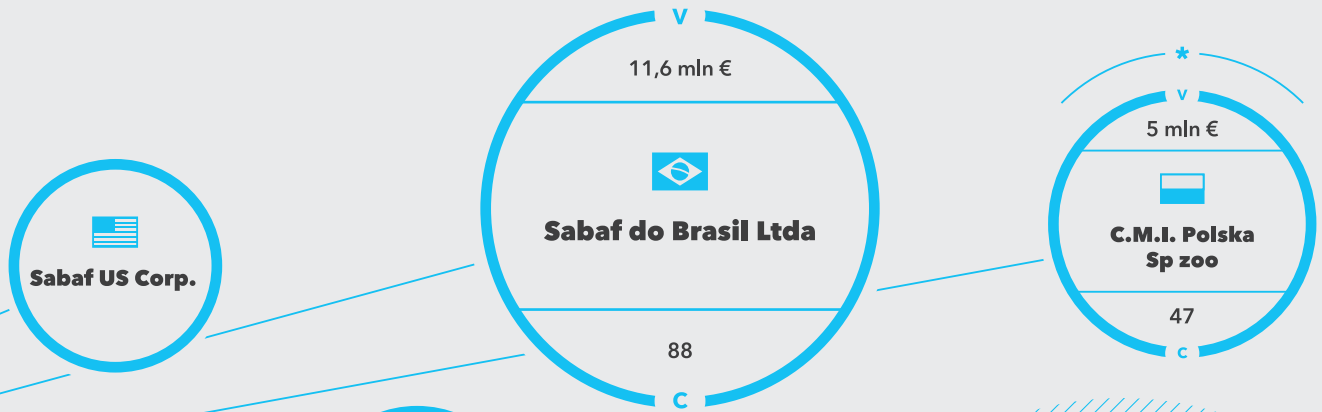 Sabaf US Corp.
V
11,6 mln €
Sabaf do Brasil Ltda
88
C
*
V
5 mln €
C.M.I. Polska
Sp zoo
47
C